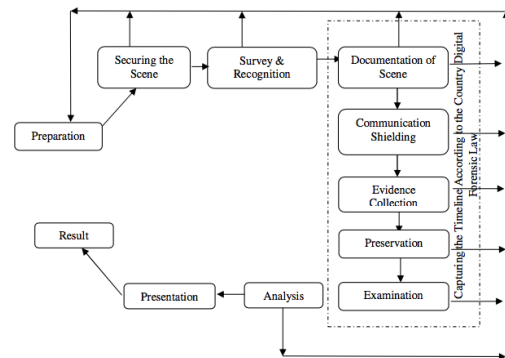 Securing the
Scene
Survey &
Recognition
Documentation of
Scene
Preparation
Communication
Shielding
Evidence
Collection
Preservation
Examination
Capturing the Timeline According to the Country Digital
Forensic Law
Analysis
Presentation
Result